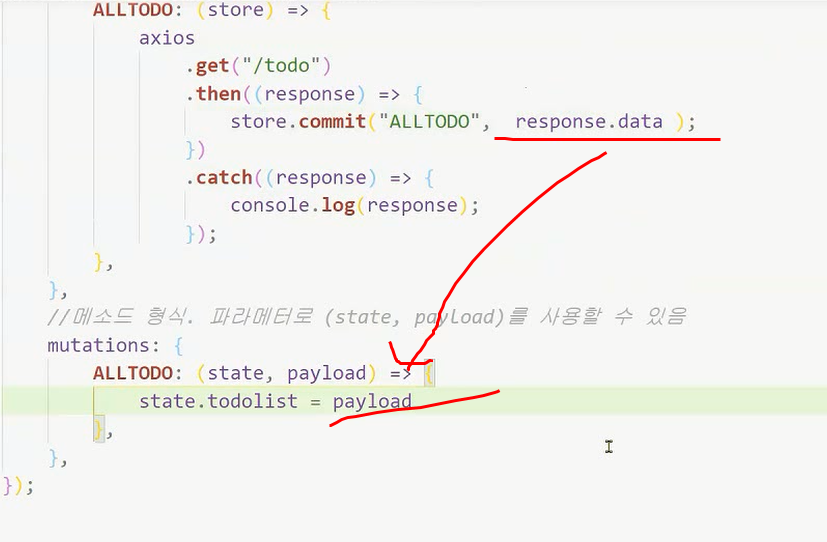 ALLTODO: (store) => {
axios
.get("/todo")
.then((response) => {
store.commit("ALLTODO",  response.data );
})
.catch((response) => {
console.log(response);
});
},
},
//메소드 형식. 파라메터로 (state, payload)를 사용할 수 있음
mutations: {
ALLTODO: (state, payload) => {
state.todolist = payload
},
},
});